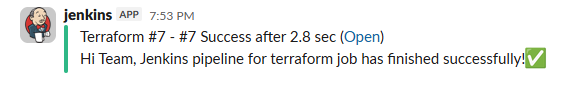 jenkins APP 7:53 PM
Terraform #7 - #7 Success after 2.8 sec (Open)
Hi Team, Jenkins pipeline for terraform job has finished successfully!✅